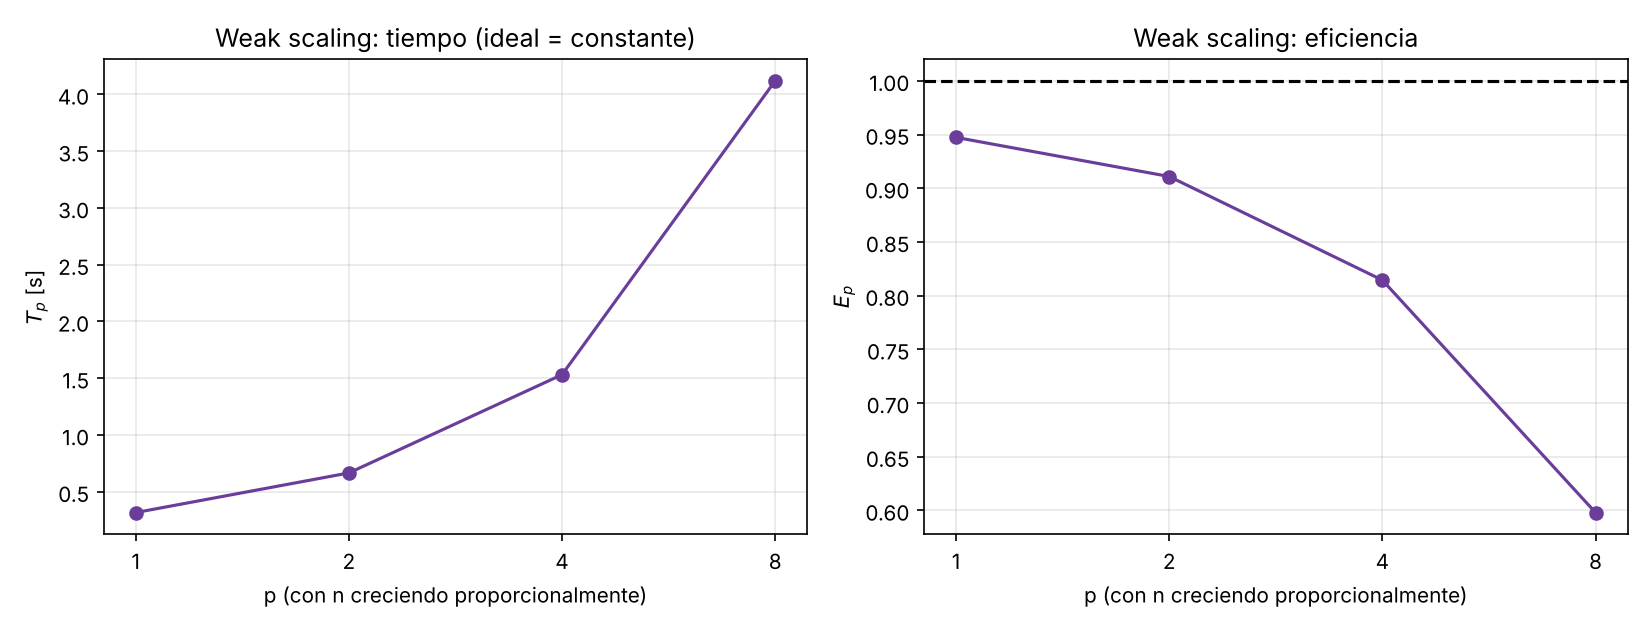 Weak scaling: tiempo (ideal = constante)
4.0
3.5
3.0
2.5
2.0
1.5
1.0
0.5
T_p [s]
1 2 4 8
p (con n creciendo proporcionalmente)
Weak scaling: eficiencia
1.00
0.95
0.90
0.85
0.80
0.75
0.70
0.65
0.60
E_p
1 2 4 8
p (con n creciendo proporcionalmente)